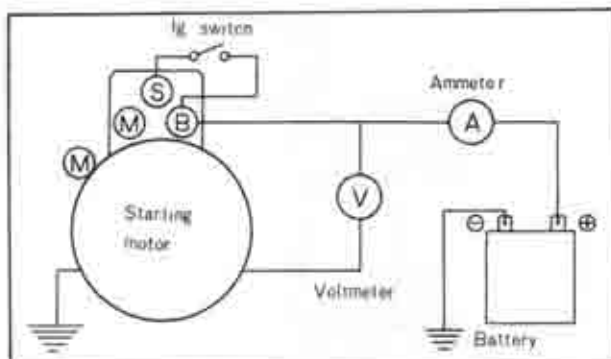 Ig switch
S
M
B
M
Ammeter
A
V
Starting
motor
Voltmeter
⊖
⊕
Battery